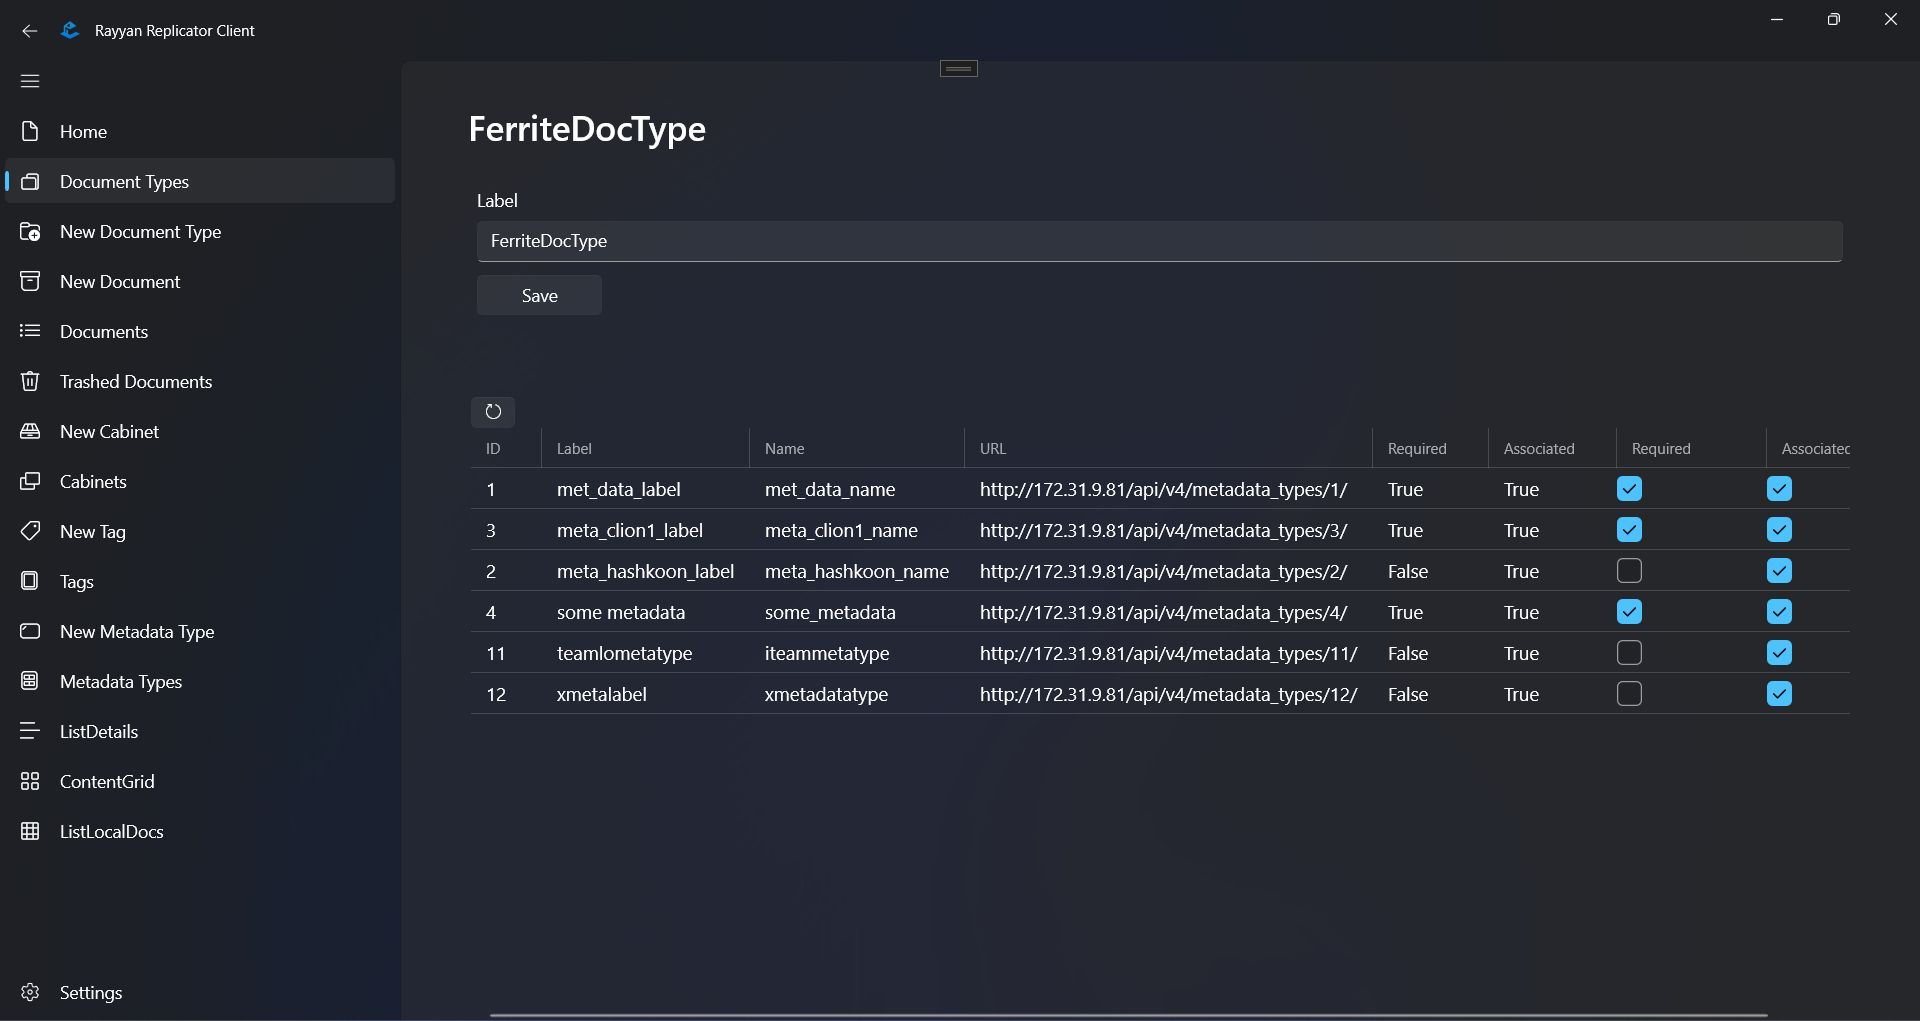 Rayyan Replicator Client
Home
Document Types
New Document Type
New Document
Documents
Trashed Documents
New Cabinet
Cabinets
New Tag
Tags
New Metadata Type
Metadata Types
ListDetails
ContentGrid
ListLocalDocs
Settings
FerriteDocType
Label
FerriteDocType
Save
ID Label Name URL Required Associated Required Associated
1 met_data_label met_data_name http://172.31.9.81/api/v4/metadata_types/1/ True True
3 meta_clion1_label meta_clion1_name http://172.31.9.81/api/v4/metadata_types/3/ True True
2 meta_hashkoon_label meta_hashkoon_name http://172.31.9.81/api/v4/metadata_types/2/ False True
4 some metadata some_metadata http://172.31.9.81/api/v4/metadata_types/4/ True True
11 teamlometatype iteammetatype http://172.31.9.81/api/v4/metadata_types/11/ False True
12 xmetalabel xmetadatatype http://172.31.9.81/api/v4/metadata_types/12/ False True